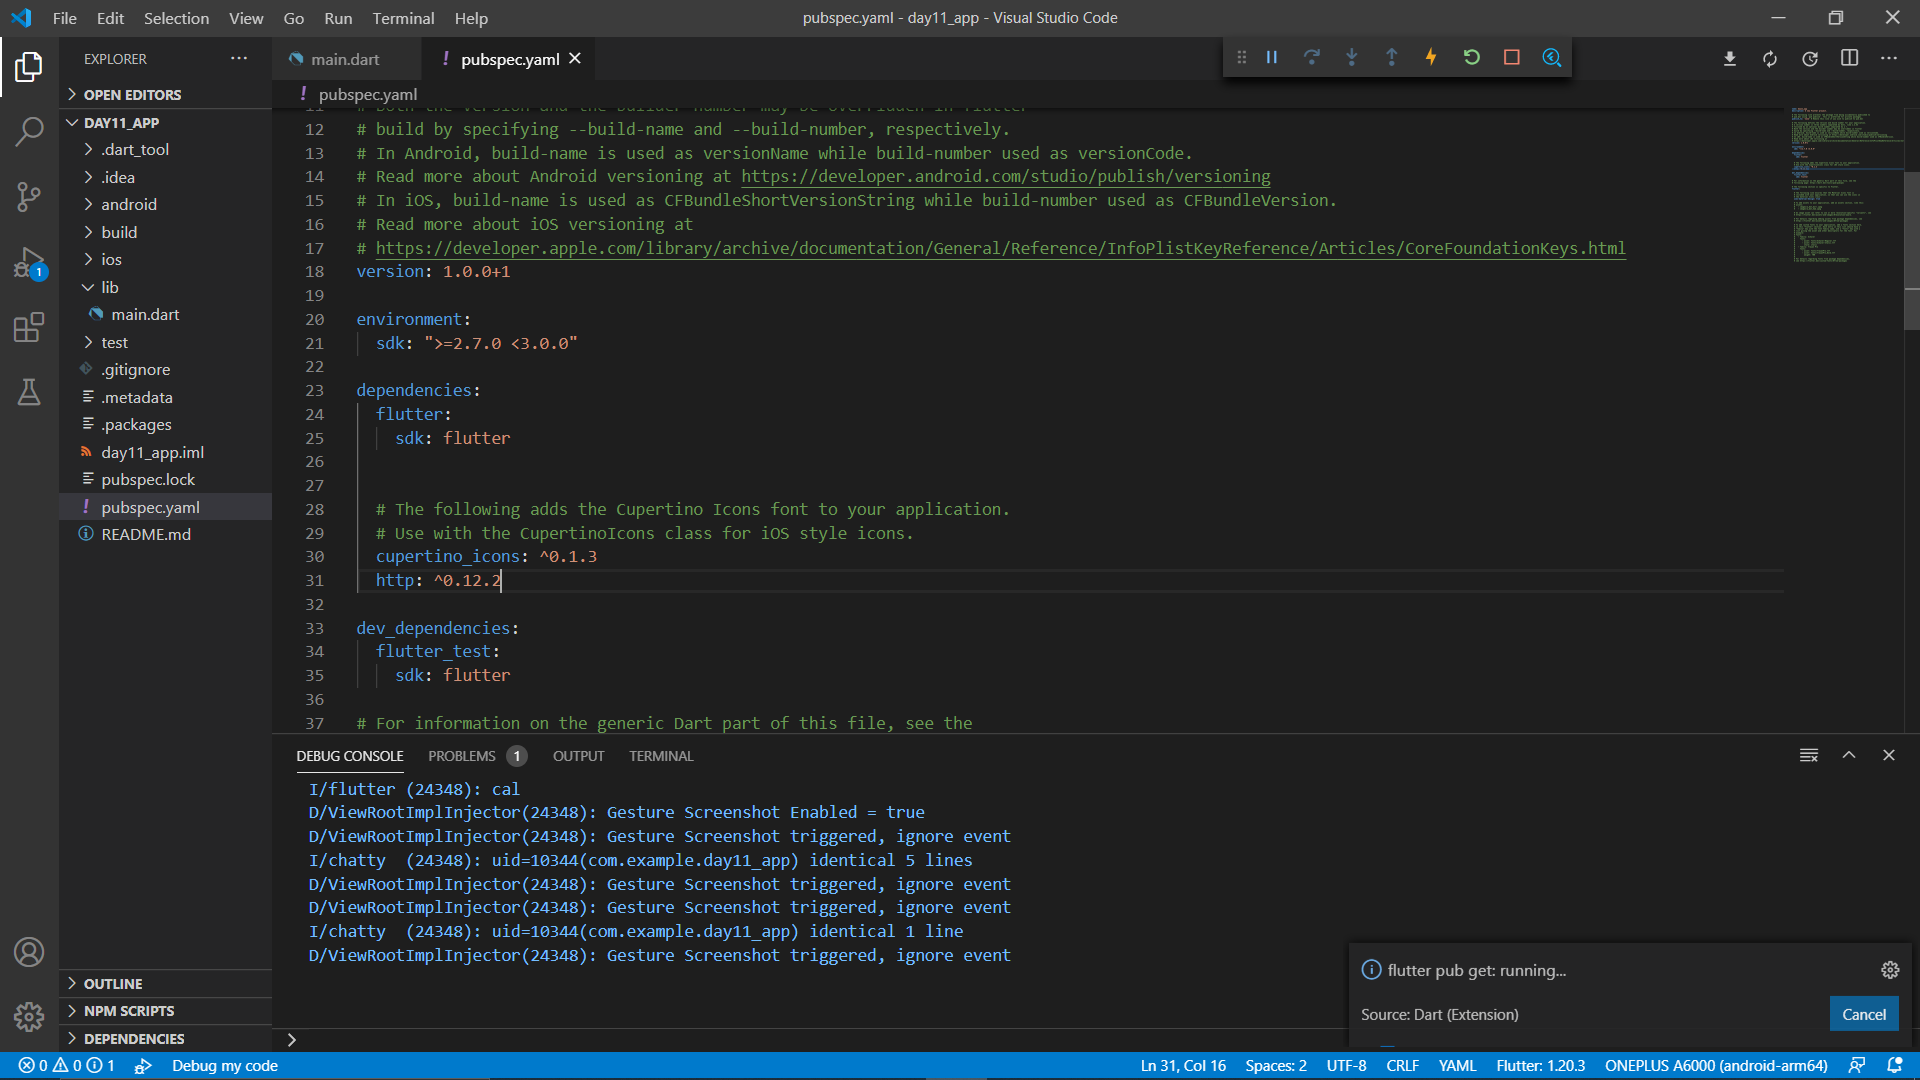 File Edit Selection View Go Run Terminal Help
pubspec.yaml - day11_app - Visual Studio Code
EXPLORER
OPEN EDITORS
DAY11_APP
.dart_tool
.idea
android
build
ios
lib
main.dart
test
.gitignore
.metadata
.packages
day11_app.iml
pubspec.lock
pubspec.yaml
README.md
OUTLINE
NPM SCRIPTS
DEPENDENCIES
1
main.dart
! pubspec.yaml
! pubspec.yaml
# Both the version and the builder number may be overridden in flutter
12 # build by specifying --build-name and --build-number, respectively.
13 # In Android, build-name is used as versionName while build-number used as versionCode.
14 # Read more about Android versioning at https://developer.android.com/studio/publish/versioning
15 # In iOS, build-name is used as CFBundleShortVersionString while build-number used as CFBundleVersion.
16 # Read more about iOS versioning at
17 # https://developer.apple.com/library/archive/documentation/General/Reference/InfoPlistKeyReference/Articles/CoreFoundationKeys.html
18 version: 1.0.0+1
19
20 environment:
21 sdk: ">=2.7.0 <3.0.0"
22
23 dependencies:
24 flutter:
25 sdk: flutter
26
27
28 # The following adds the Cupertino Icons font to your application.
29 # Use with the CupertinoIcons class for iOS style icons.
30 cupertino_icons: ^0.1.3
31 http: ^0.12.2
32
33 dev_dependencies:
34 flutter_test:
35 sdk: flutter
36
37 # For information on the generic Dart part of this file, see the
DEBUG CONSOLE PROBLEMS 1 OUTPUT TERMINAL
I/flutter (24348): cal
D/ViewRootImplInjector(24348): Gesture Screenshot Enabled = true
D/ViewRootImplInjector(24348): Gesture Screenshot triggered, ignore event
I/chatty  (24348): uid=10344(com.example.day11_app) identical 5 lines
D/ViewRootImplInjector(24348): Gesture Screenshot triggered, ignore event
D/ViewRootImplInjector(24348): Gesture Screenshot triggered, ignore event
I/chatty  (24348): uid=10344(com.example.day11_app) identical 1 line
D/ViewRootImplInjector(24348): Gesture Screenshot triggered, ignore event
flutter pub get: running...
Source: Dart (Extension)
Cancel
0 0 1 Debug my code Ln 31, Col 16 Spaces: 2 UTF-8 CRLF YAML Flutter: 1.20.3 ONEPLUS A6000 (android-arm64)